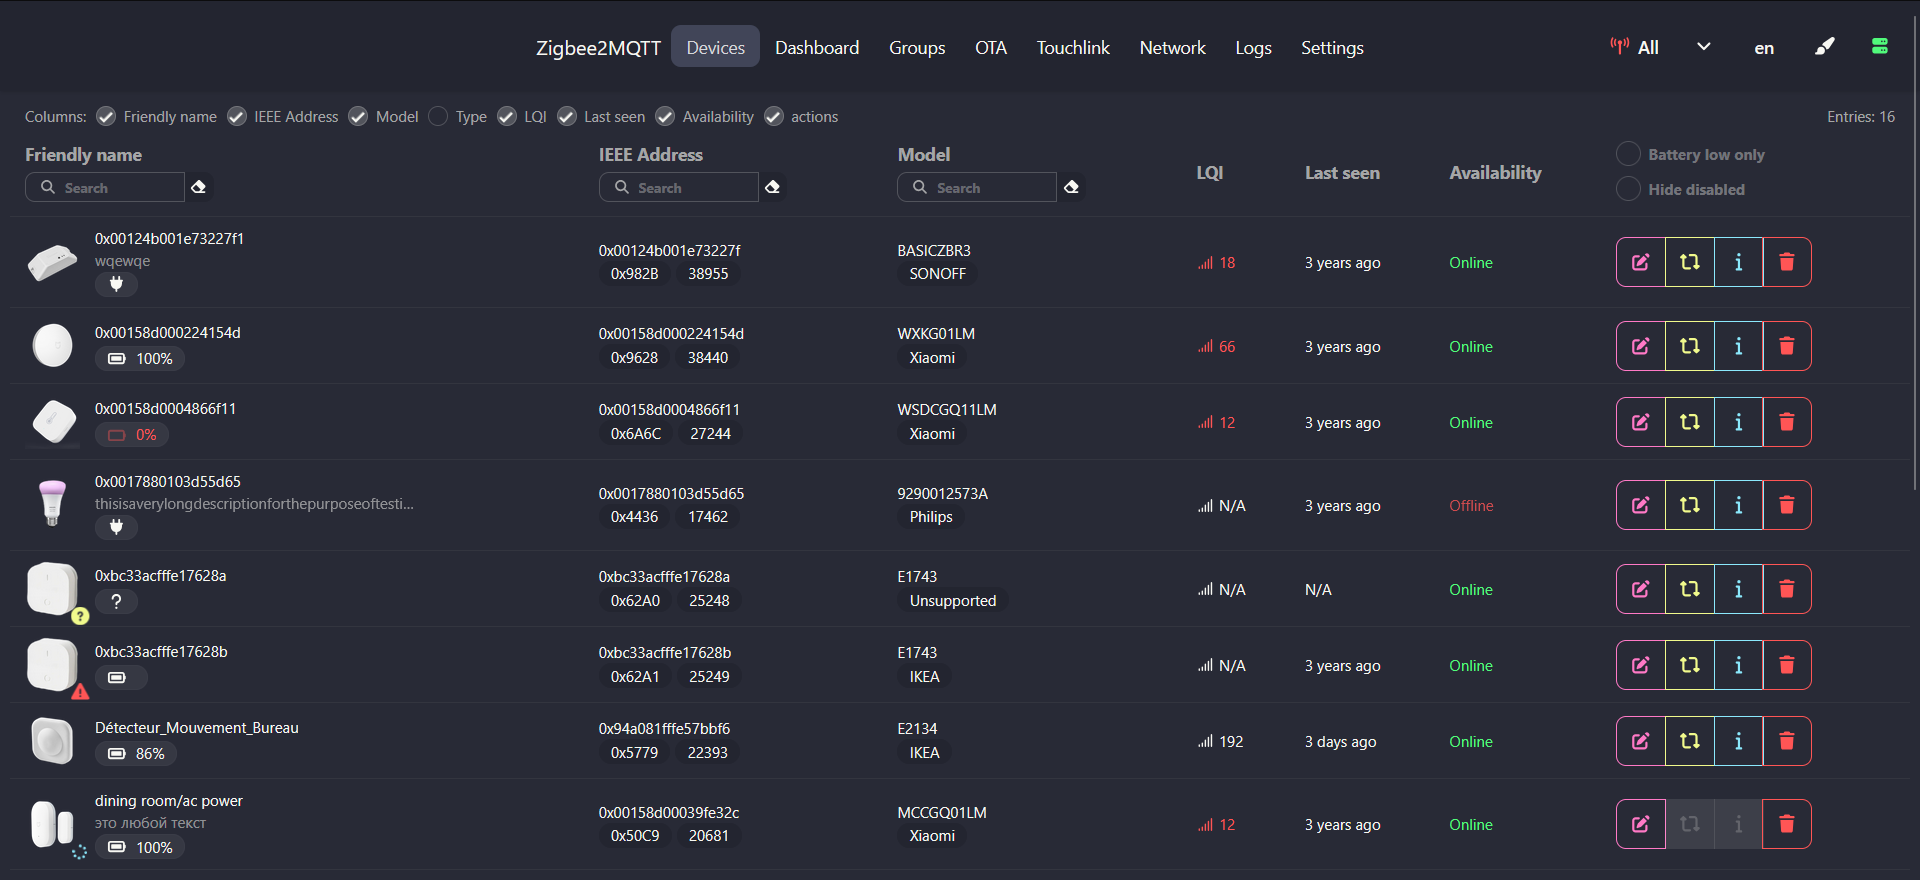 Zigbee2MQTT Devices Dashboard Groups OTA Touchlink Network Logs Settings All en
Columns: Friendly name IEEE Address Model Type LQI Last seen Availability actions Entries: 16
Friendly name IEEE Address Model LQI Last seen Availability Battery low only
Search Search Search Hide disabled
0x00124b001e73227f1
wqewqe
0x00124b001e73227f
0x982B 38955
BASICZBR3
SONOFF
18 3 years ago Online
0x00158d000224154d
100%
0x00158d000224154d
0x9628 38440
WXKG01LM
Xiaomi
66 3 years ago Online
0x00158d0004866f11
0%
0x00158d0004866f11
0x6A6C 27244
WSDCGQ11LM
Xiaomi
12 3 years ago Online
0x0017880103d55d65
thisisaverylongdescriptionforthepurposeoftesti...
0x0017880103d55d65
0x4436 17462
9290012573A
Philips
N/A 3 years ago Offline
0xbc33acfffe17628a
?
?
0xbc33acfffe17628a
0x62A0 25248
E1743
Unsupported
N/A N/A Online
0xbc33acfffe17628b
0xbc33acfffe17628b
0x62A1 25249
E1743
IKEA
N/A 3 years ago Online
Détecteur_Mouvement_Bureau
86%
0x94a081fffe57bbf6
0x5779 22393
E2134
IKEA
192 3 days ago Online
dining room/ac power
это любой текст
100%
0x00158d00039fe32c
0x50C9 20681
MCCGQ01LM
Xiaomi
12 3 years ago Online